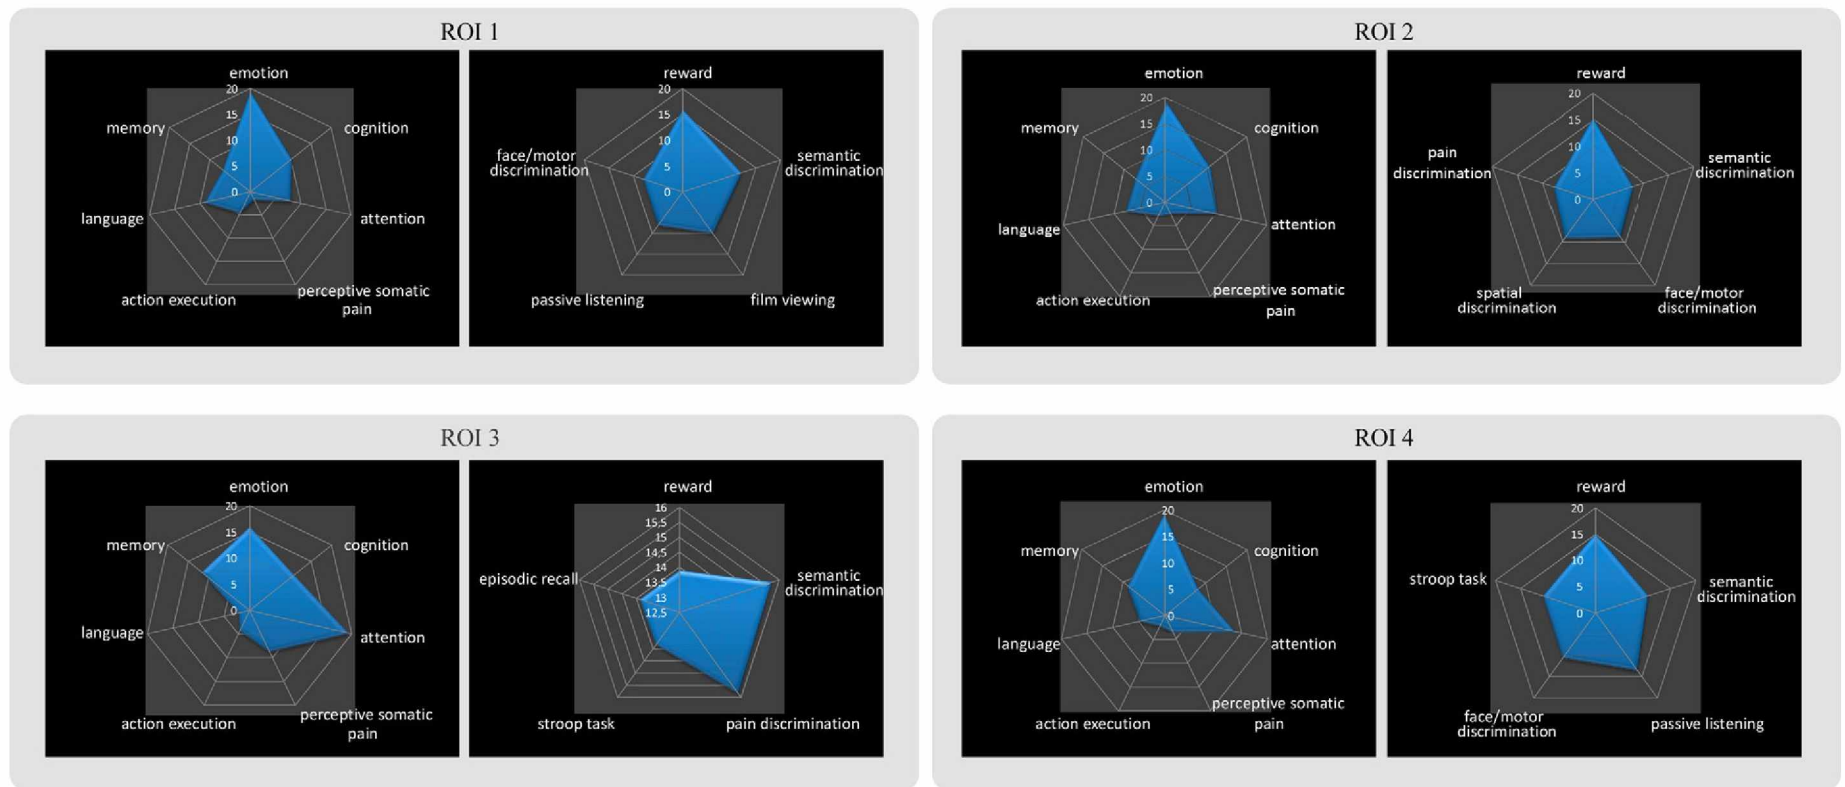 ROI 1
emotion
20
15
10
5
0
cognition
attention
perceptive somatic
pain
action execution
language
memory
reward
20
15
10
5
0
semantic
discrimination
film viewing
passive listening
face/motor
discrimination
ROI 2
emotion
20
15
10
5
0
cognition
attention
perceptive somatic
pain
action execution
language
memory
reward
20
15
10
5
0
semantic
discrimination
face/motor
discrimination
spatial
discrimination
pain
discrimination
ROI 3
emotion
20
15
10
5
0
cognition
attention
perceptive somatic
pain
action execution
language
memory
reward
16
15,5
15
14,5
14
13,5
13
12,5
semantic
discrimination
pain discrimination
stroop task
episodic recall
ROI 4
emotion
20
15
10
5
0
cognition
attention
perceptive somatic
pain
action execution
language
memory
reward
20
15
10
5
0
semantic
discrimination
passive listening
face/motor
discrimination
stroop task